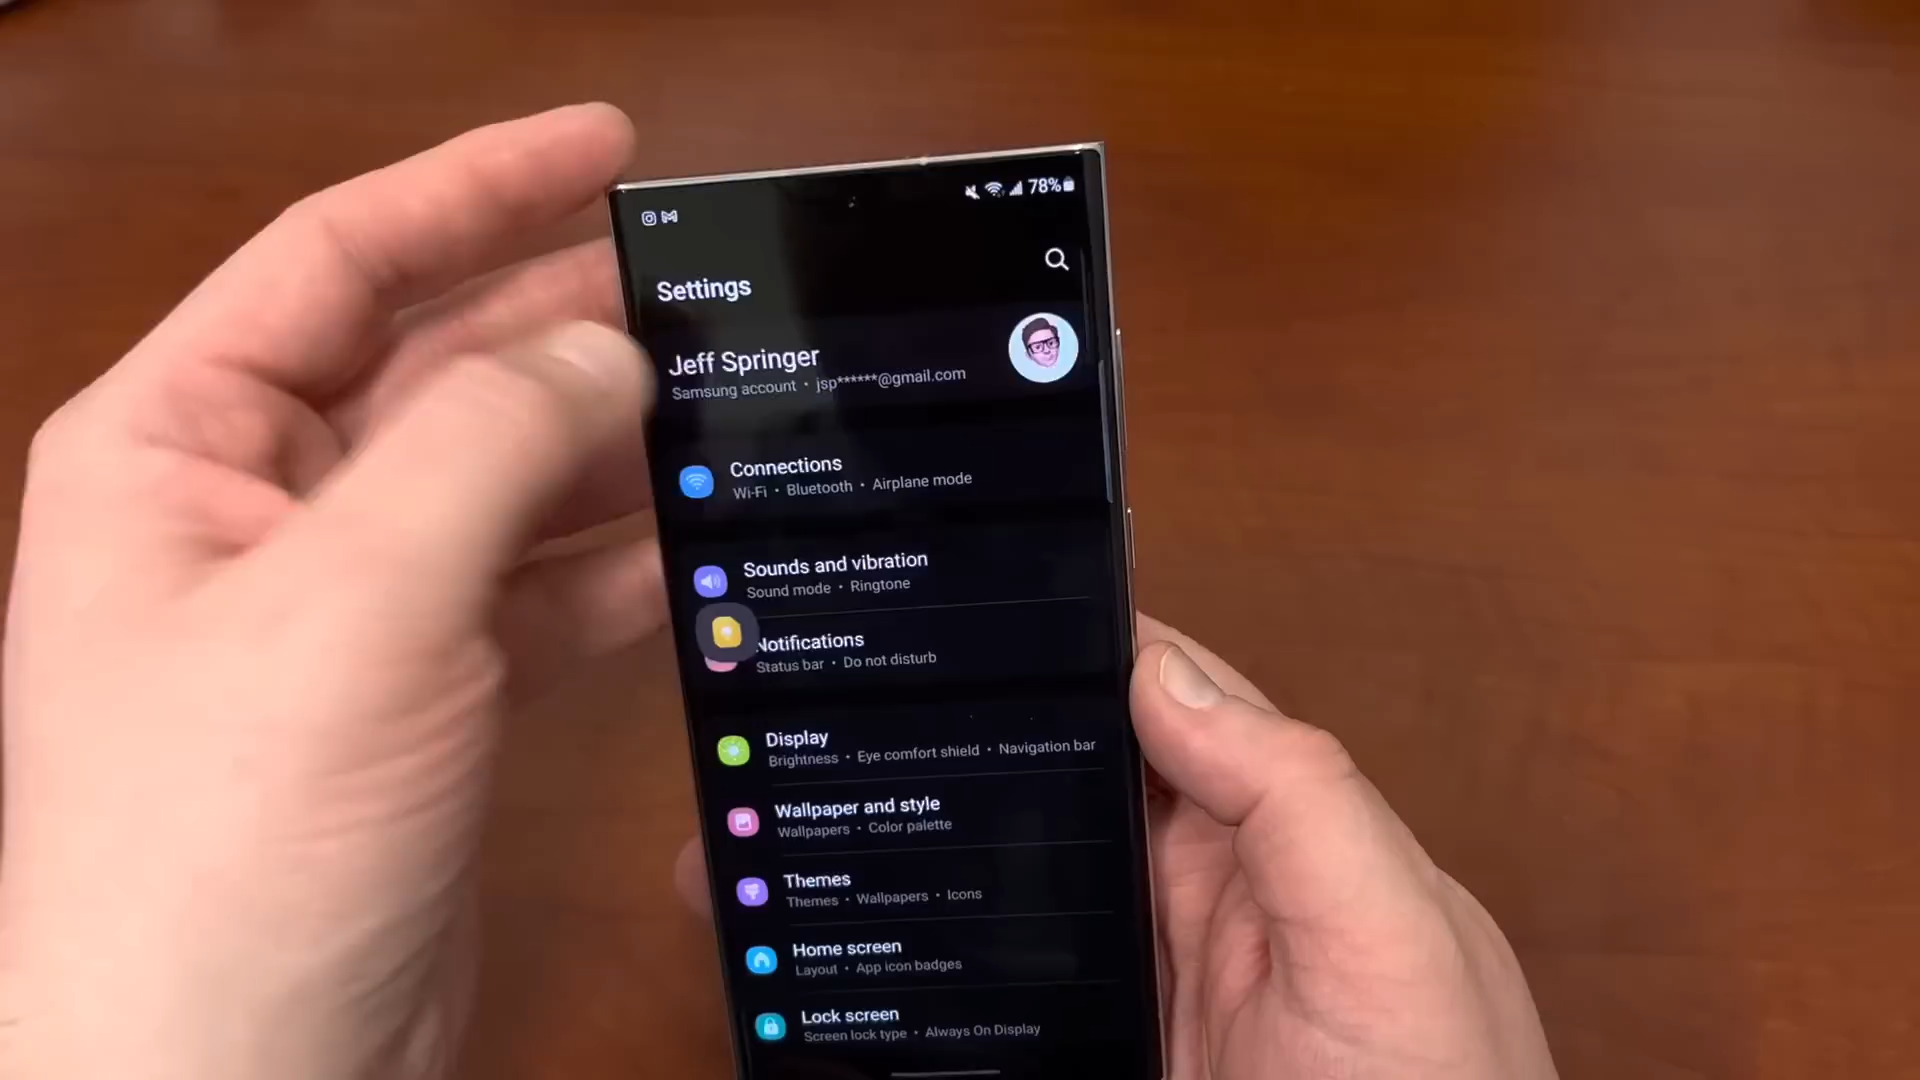 78%
Settings
Jeff Springer
Samsung account • jsp******@gmail.com
Connections
Wi-Fi • Bluetooth • Airplane mode
Sounds and vibration
Sound mode • Ringtone
Notifications
Status bar • Do not disturb
Display
Brightness • Eye comfort shield • Navigation bar
Wallpaper and style
Wallpapers • Color palette
Themes
Themes • Wallpapers • Icons
Home screen
Layout • App icon badges
Lock screen
Screen lock type • Always On Display